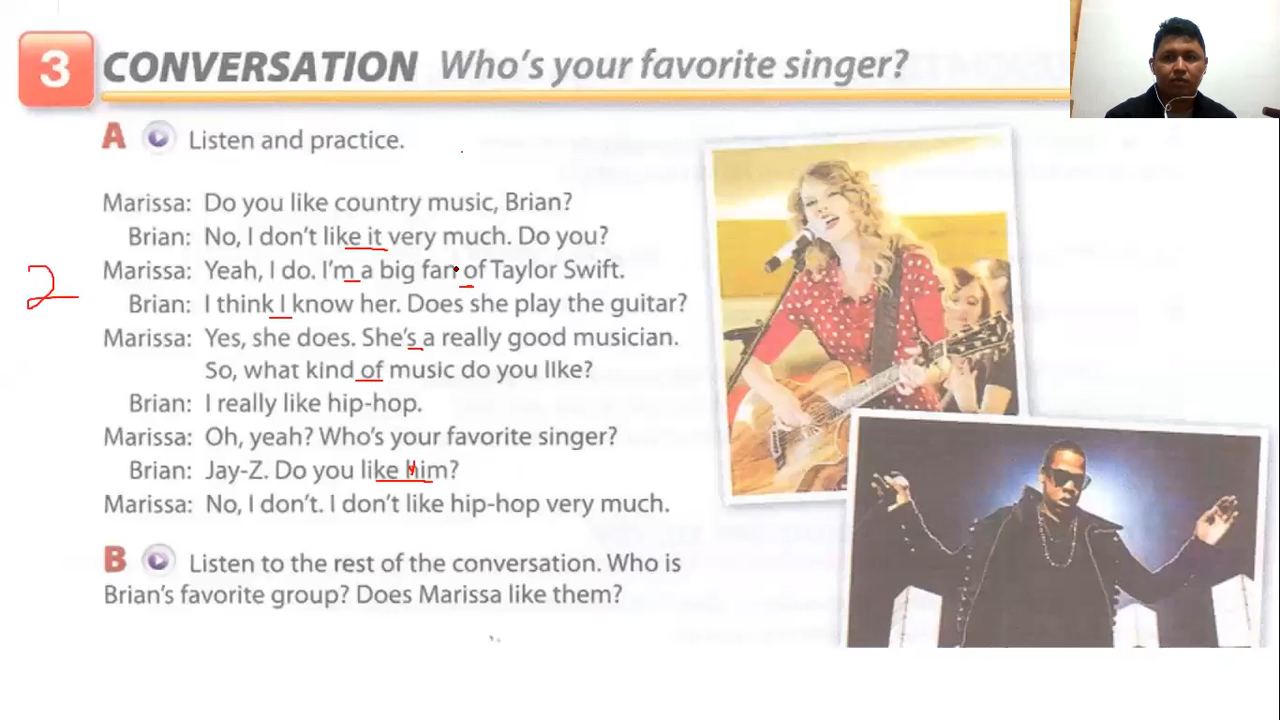 3 CONVERSATION Who's your favorite singer?
A Listen and practice.
Marissa: Do you like country music, Brian?
Brian: No, I don't like it very much. Do you?
Marissa: Yeah, I do. I'm a big fan of Taylor Swift.
2
Brian: I think I know her. Does she play the guitar?
Marissa: Yes, she does. She's a really good musician.
So, what kind of music do you like?
Brian: I really like hip-hop.
Marissa: Oh, yeah? Who's your favorite singer?
Brian: Jay-Z. Do you like him?
Marissa: No, I don't. I don't like hip-hop very much.
B Listen to the rest of the conversation. Who is
Brian's favorite group? Does Marissa like them?